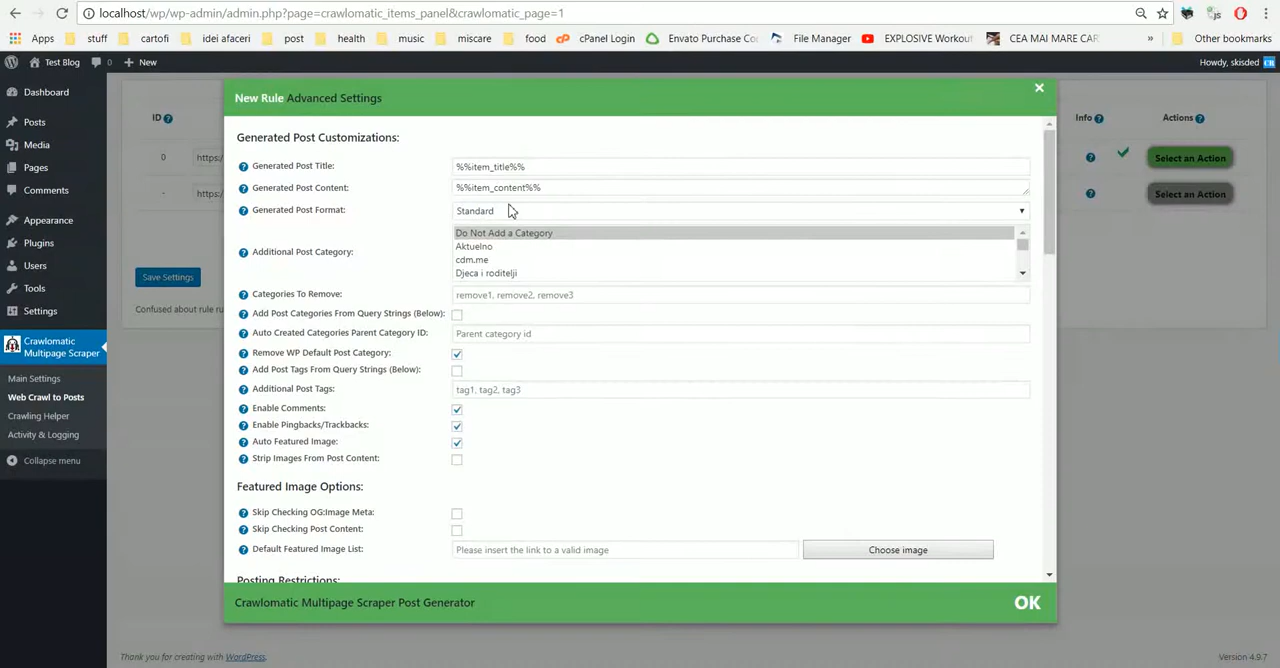 localhost/wp/wp-admin/admin.php?page=crawlomatic_items_panel&crawlomatic_page=1
Apps stuff cartofi idei afaceri post health music miscare food cPanel Login Envato Purchase Co File Manager EXPLOSIVE Workout CEA MAI MARE CAR » Other bookmarks
Test Blog 0 + New Howdy, skisded
Dashboard
Posts
Media
Pages
Comments
Appearance
Plugins
Users
Tools
Settings
Crawlomatic
Multipage Scraper
Main Settings
Web Crawl to Posts
Crawling Helper
Activity & Logging
Collapse menu
ID
0 https:/
- https:/
Save Settings
Confused about rule ru
New Rule Advanced Settings
Generated Post Customizations:
Generated Post Title: %%item_title%%
Generated Post Content: %%item_content%%
Generated Post Format: Standard
Additional Post Category:
Do Not Add a Category
Aktuelno
cdm.me
Djeca i roditelji
Categories To Remove: remove1, remove2, remove3
Add Post Categories From Query Strings (Below):
Auto Created Categories Parent Category ID: Parent category id
Remove WP Default Post Category:
Add Post Tags From Query Strings (Below):
Additional Post Tags: tag1, tag2, tag3
Enable Comments:
Enable Pingbacks/Trackbacks:
Auto Featured Image:
Strip Images From Post Content:
Featured Image Options:
Skip Checking OG:Image Meta:
Skip Checking Post Content:
Default Featured Image List: Please insert the link to a valid image Choose image
Posting Restrictions:
Crawlomatic Multipage Scraper Post Generator OK
Info Actions
Select an Action
Select an Action
Thank you for creating with WordPress. Version 4.9.7